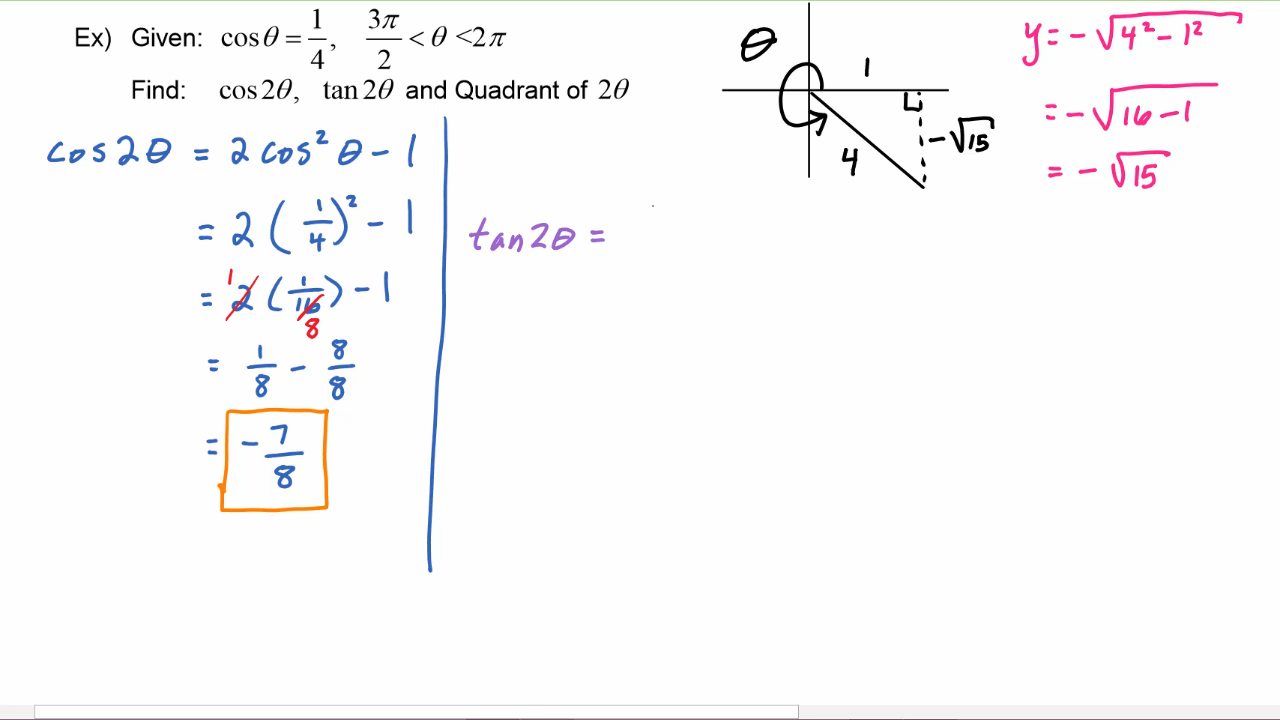 Ex) Given: cosθ = 1/4, 3π/2 < θ < 2π
Find: cos2θ, tan2θ and Quadrant of 2θ
cos2θ = 2cos²θ - 1
= 2(1/4)² - 1
= 2(1/16) - 1
1
8
= 1/8 - 8/8
= -7/8
tan2θ =
θ
1
-√15
4
y = -√4²-1²
= -√16-1
= -√15